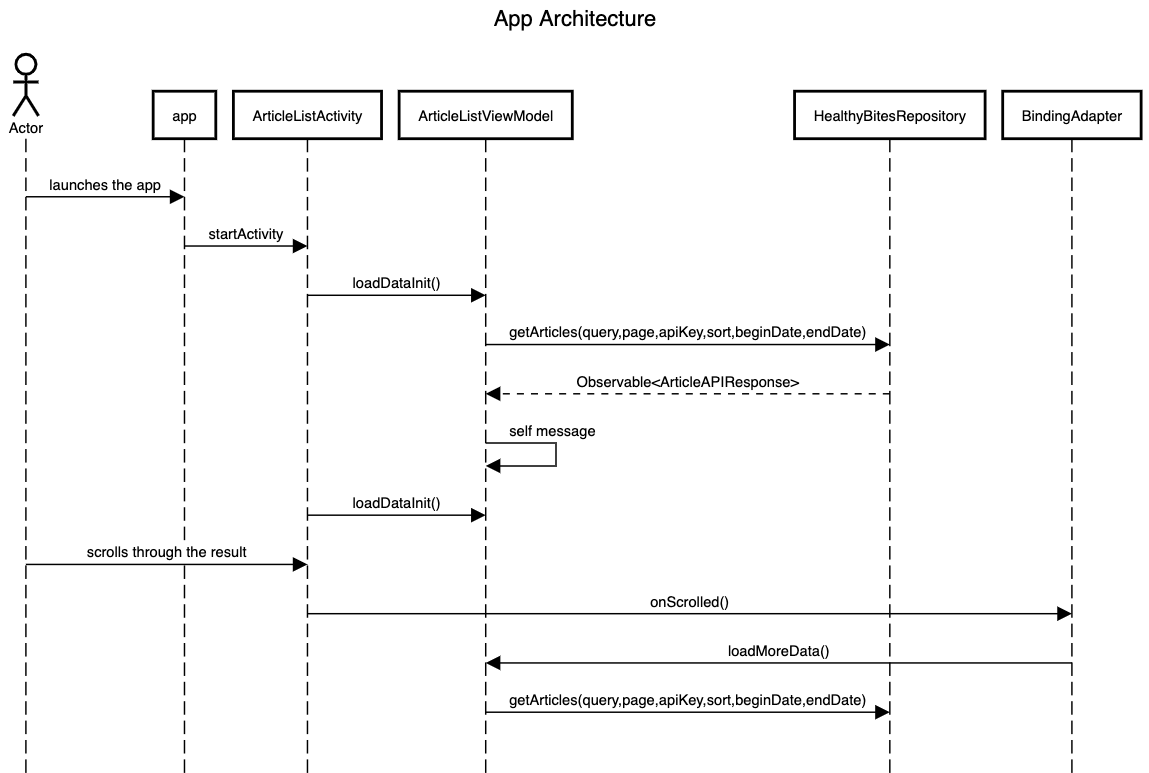 App Architecture
Actor
app
ArticleListActivity
ArticleListViewModel
HealthyBitesRepository
BindingAdapter
launches the app
startActivity
loadDataInit()
getArticles(query,page,apiKey,sort,beginDate,endDate)
Observable<ArticleAPIResponse>
self message
loadDataInit()
scrolls through the result
onScrolled()
loadMoreData()
getArticles(query,page,apiKey,sort,beginDate,endDate)